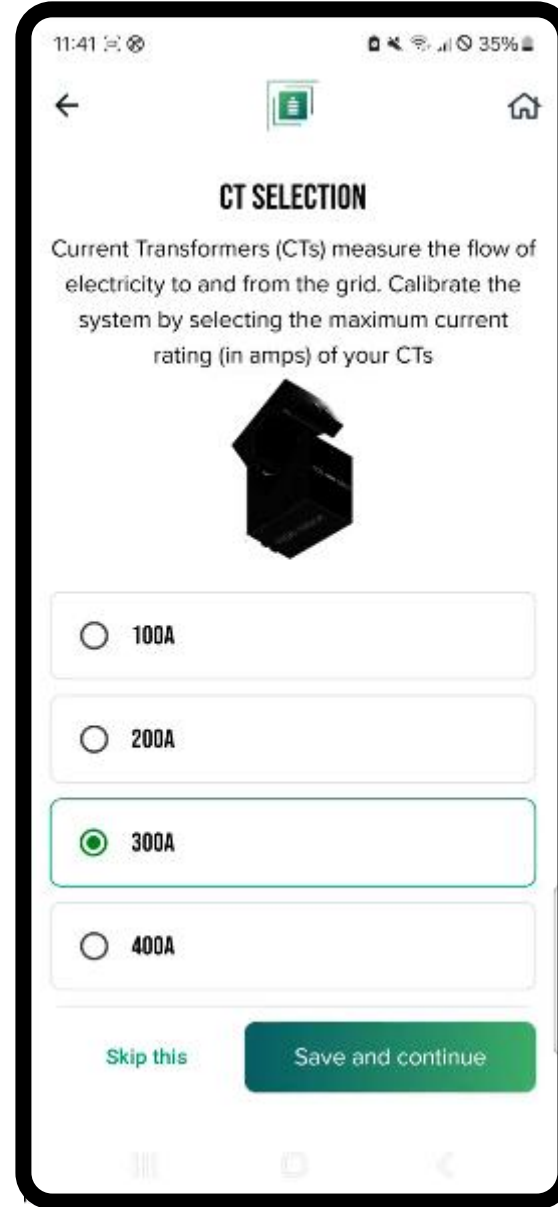 11:41
35%
CT SELECTION
Current Transformers (CTs) measure the flow of
electricity to and from the grid. Calibrate the
system by selecting the maximum current
rating (in amps) of your CTs
100A
200A
300A
400A
Skip this
Save and continue